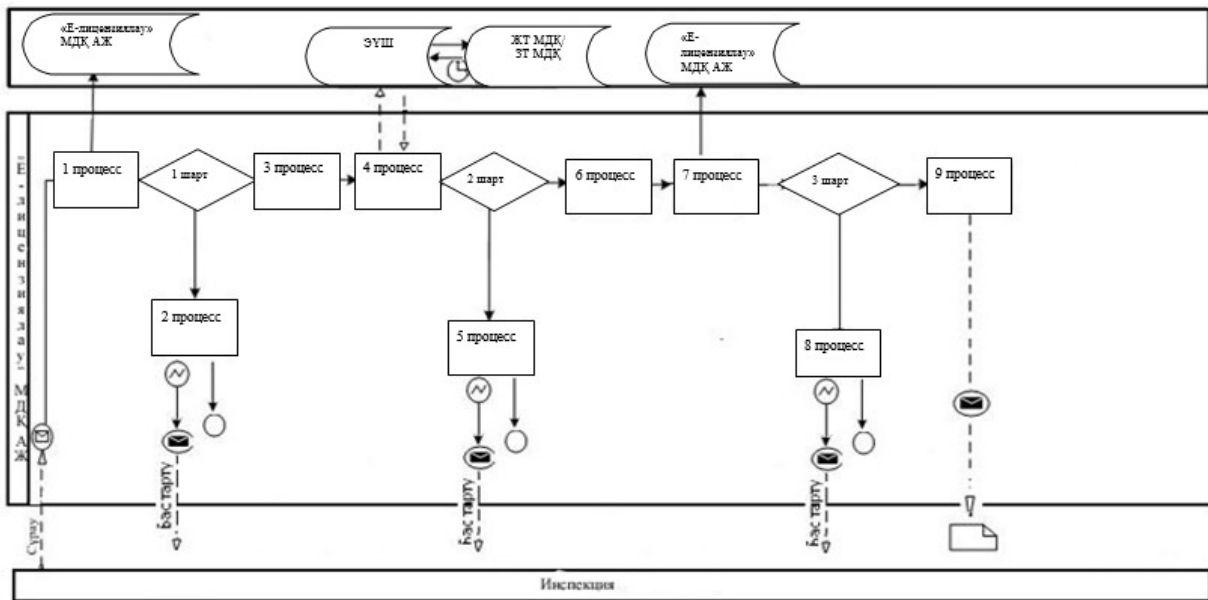 «Е-лицензиялау»
МДҚ АЖ
ЭҮШ
ЖТ МДҚ/
ЗТ МДҚ
«Е-
лицензиялау»
МДҚ АЖ
Е-лицензиялау МДҚ АЖ
1 процесс
1 шарт
3 процесс
4 процесс
2 шарт
6 процесс
7 процесс
3 шарт
9 процесс
2 процесс
5 процесс
8 процесс
Сұрау
бас тарту
бас тарту
бас тарту
Инспекция